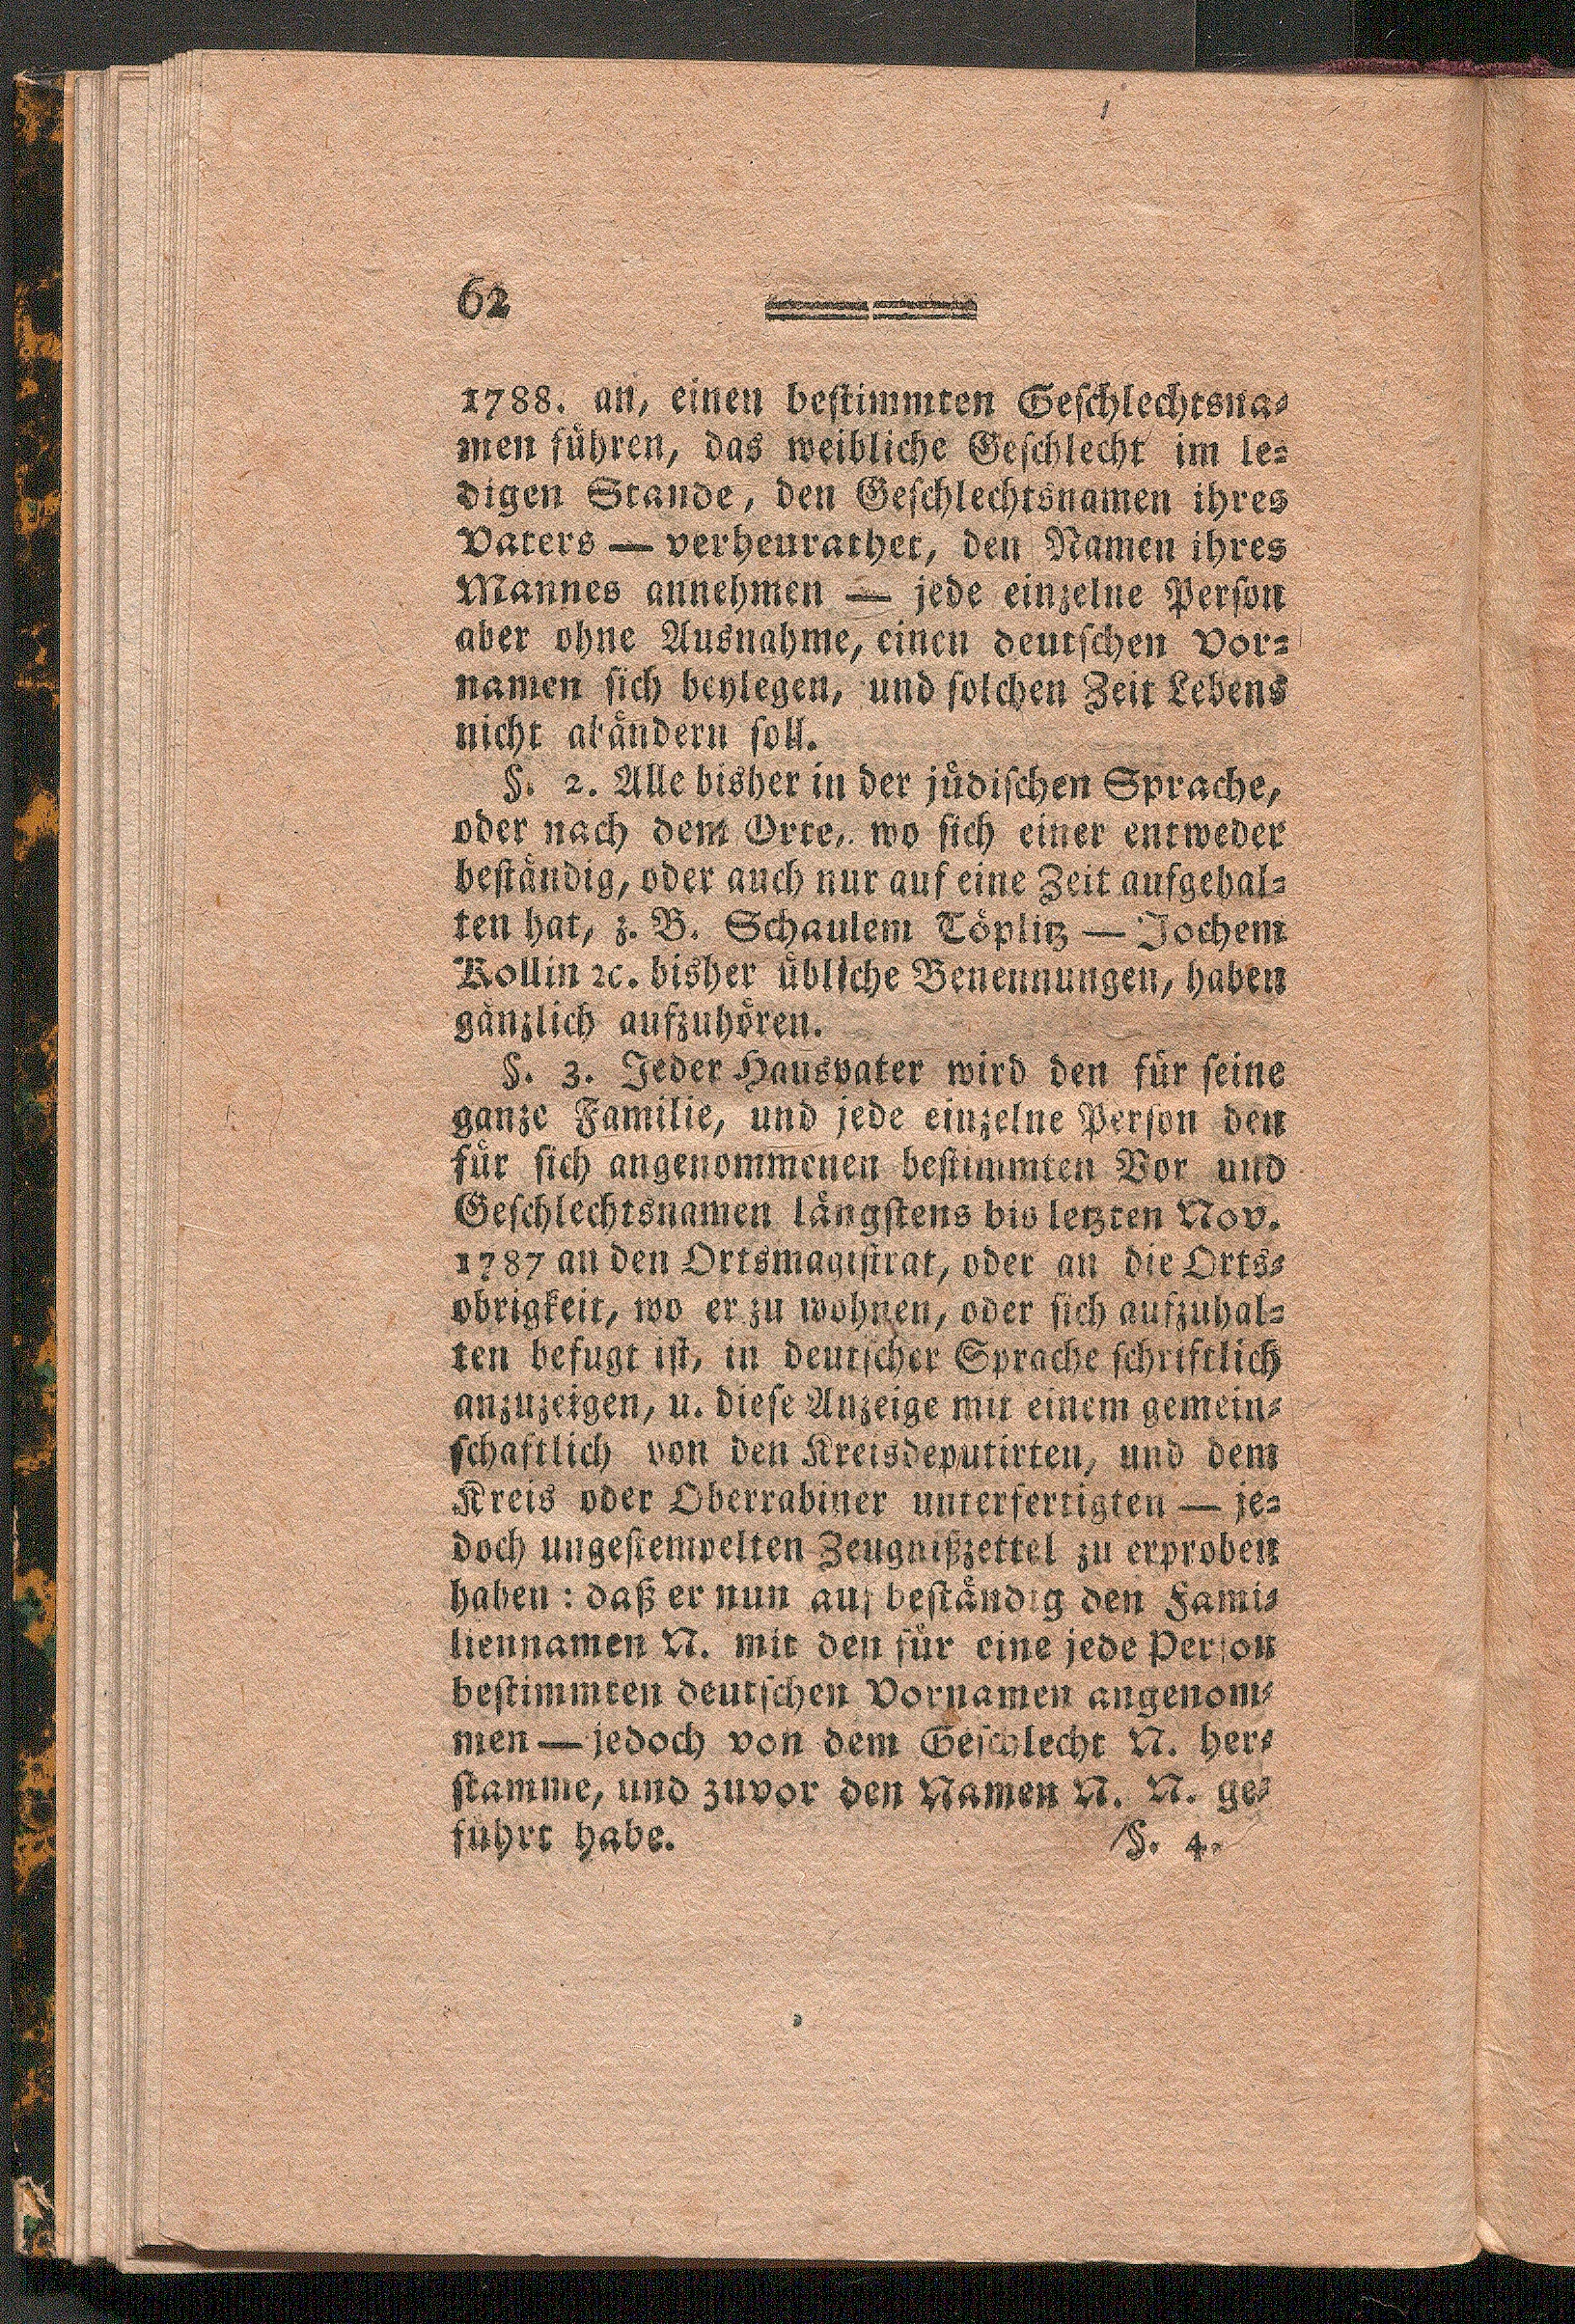 62
1788. an, einen bestimmten Geschlechtsna-
men führen, das weibliche Geschlecht im le-
digen Stande, den Geschlechtsnamen ihres
Vaters — verheurathet, den Namen ihres
Mannes annehmen — jede einzelne Person
aber ohne Ausnahme, einen deutschen Vor-
namen sich beylegen, und solchen Zeit Lebens
nicht abändern soll.
§. 2. Alle bisher in der jüdischen Sprache,
oder nach dem Orte, wo sich einer entweder
beständig, oder auch nur auf eine Zeit aufgehal-
ten hat, z. B. Schaulem Töplitz — Jochem
Kollin ꝛc. bisher übliche Benennungen, haben
gänzlich aufzuhören.
§. 3. Jeder Hausvater wird den für seine
ganze Familie, und jede einzelne Person den
für sich angenommenen bestimmten Vor und
Geschlechtsnamen längstens bis letzten Nov.
1787 an den Ortsmagistrat, oder an die Orts-
obrigkeit, wo er zu wohnen, oder sich aufzuhal-
ten befugt ist, in deutscher Sprache schriftlich
anzuzeigen, u. diese Anzeige mit einem gemein-
schaftlich von den Kreisdeputirten, und dem
Kreis oder Oberrabiner unterfertigten — je-
doch ungestempelten Zeugnißzettel zu erproben
haben: daß er nun auf beständig den Fami-
liennamen N. mit den für eine jede Person
bestimmten deutschen Vornamen angenom-
men — jedoch von dem Geschlecht N. her-
stamme, und zuvor den Namen N. N. ge-
führt habe.
§. 4.